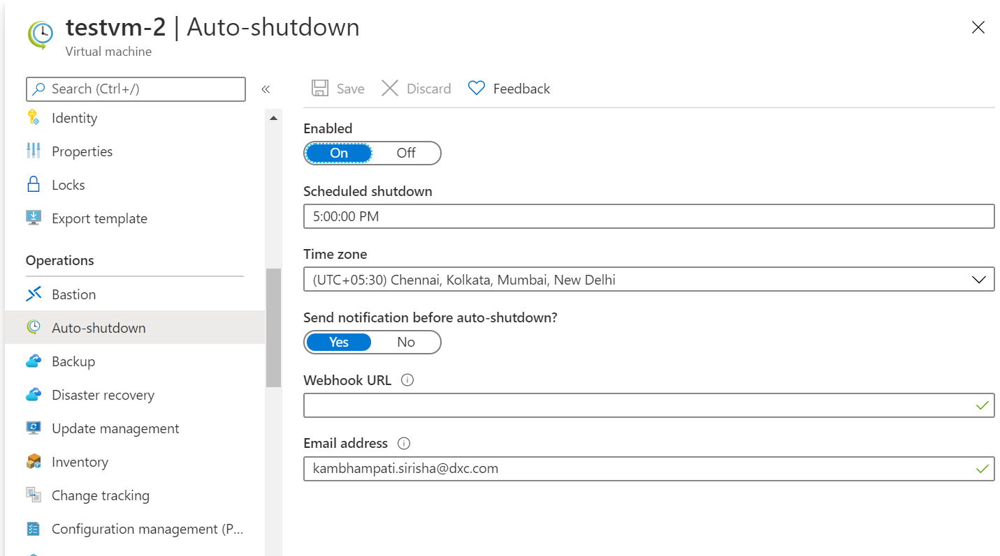 testvm-2 | Auto-shutdown
Virtual machine
Search (Ctrl+/)
«
Identity
Properties
Locks
Export template
Operations
Bastion
Auto-shutdown
Backup
Disaster recovery
Update management
Inventory
Change tracking
Configuration management (P...
Save Discard Feedback
Enabled
On Off
Scheduled shutdown
5:00:00 PM
Time zone
(UTC+05:30) Chennai, Kolkata, Mumbai, New Delhi
Send notification before auto-shutdown?
Yes No
Webhook URL
Email address
kambhampati.sirisha@dxc.com